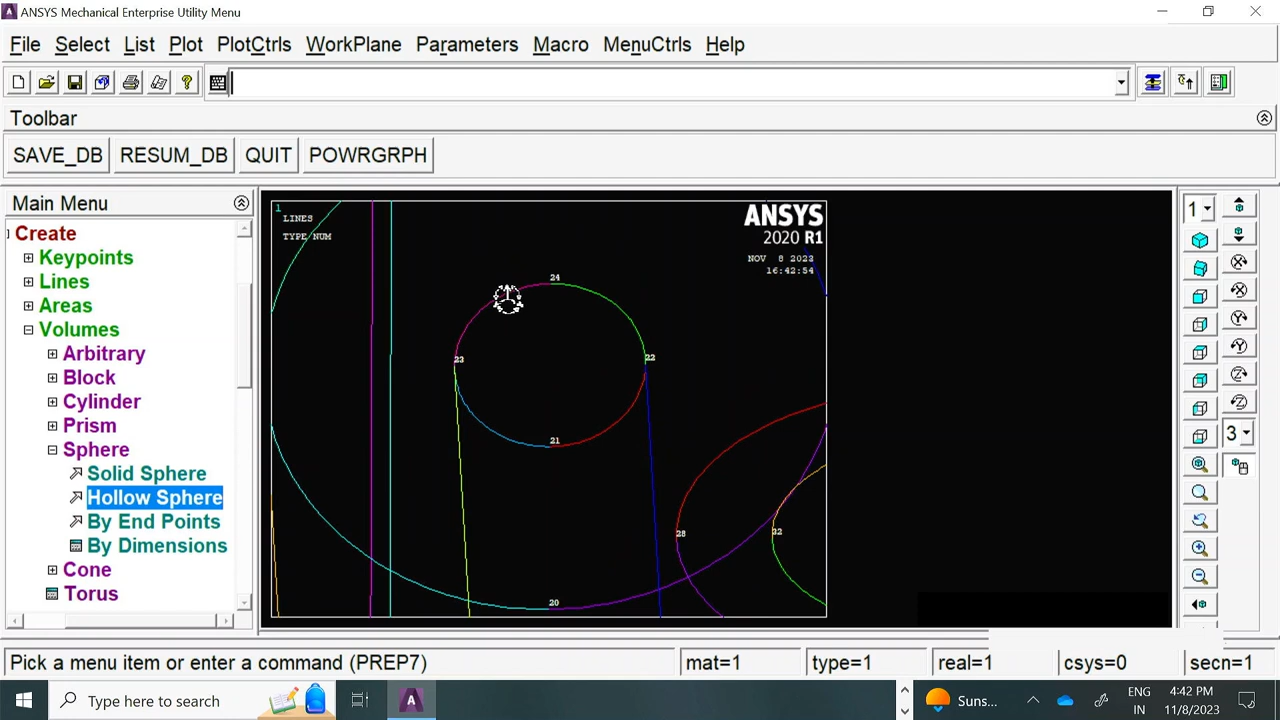 ANSYS Mechanical Enterprise Utility Menu
File Select List Plot PlotCtrls WorkPlane Parameters Macro MenuCtrls Help
Toolbar
SAVE_DB RESUM_DB QUIT POWRGRPH
Main Menu
Create
Keypoints
Lines
Areas
Volumes
Arbitrary
Block
Cylinder
Prism
Sphere
Solid Sphere
Hollow Sphere
By End Points
By Dimensions
Cone
Torus
1
LINES
TYPE NUM
ANSYS
2020 R1
NOV 8 2023
16:42:54
24
23
22
21
28
32
20
1
3
Pick a menu item or enter a command (PREP7)
mat=1
type=1
real=1
csys=0
secn=1
Type here to search
Suns...
ENG
IN
4:42 PM
11/8/2023